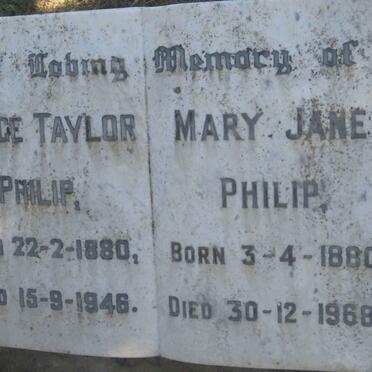 Loving Memory of
CE TAYLOR
PHILIP,
22-2-1880,
15-9-1946.
MARY JANE
PHILIP,
BORN 3-4-1880
DIED 30-12-1968